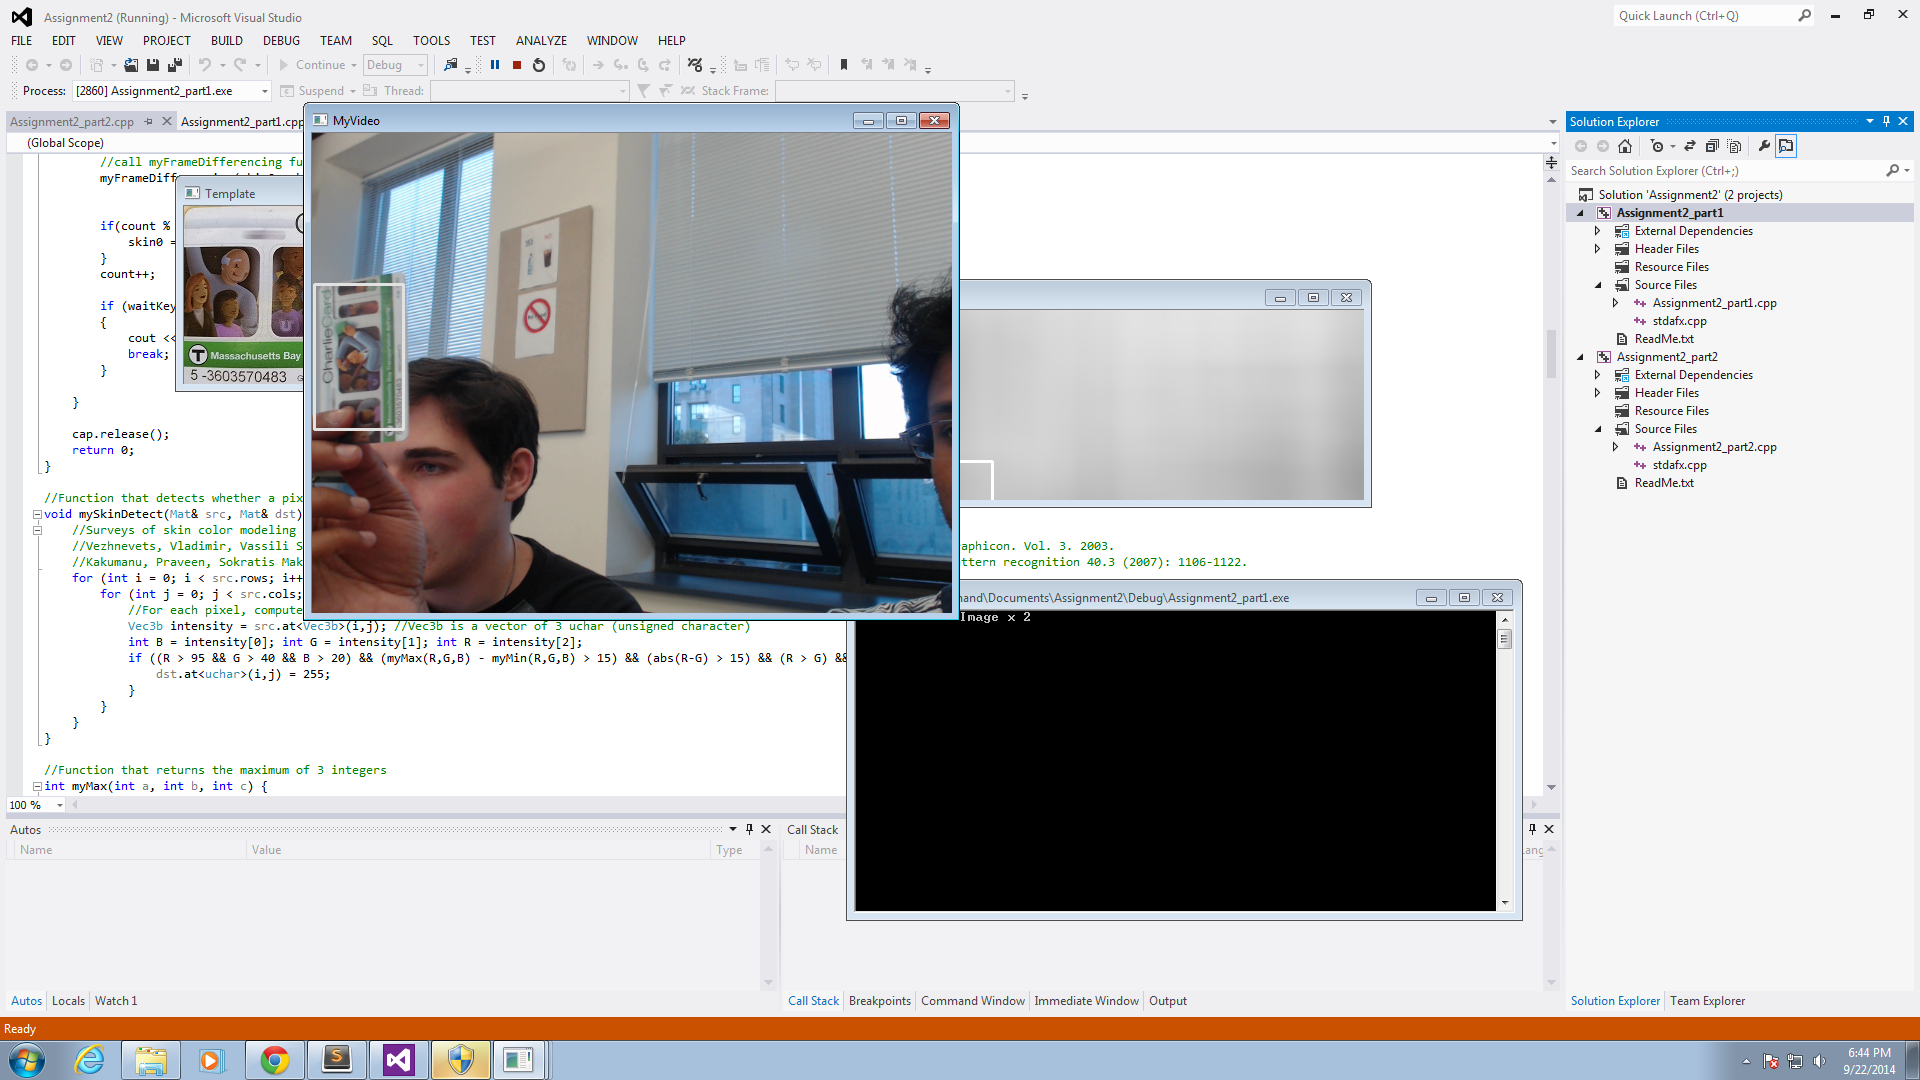 Assignment2 (Running) - Microsoft Visual Studio
Quick Launch (Ctrl+Q)
FILE EDIT VIEW PROJECT BUILD DEBUG TEAM SQL TOOLS TEST ANALYZE WINDOW HELP
Continue Debug
Process: [2860] Assignment2_part1.exe Suspend Thread: Stack Frame:
Assignment2_part2.cpp Assignment2_part1.cpp
(Global Scope)
//call myFrameDifferencing fu
myFrameDiff
if(count %
skin0 =
}
count++;
if (waitKey
{
cout <<
break;
}
}
cap.release();
return 0;
}
//Function that detects whether a pix
void mySkinDetect(Mat& src, Mat& dst)
//Surveys of skin color modeling
//Vezhnevets, Vladimir, Vassili S
aphicon. Vol. 3. 2003.
//Kakumanu, Praveen, Sokratis Mak
ttern recognition 40.3 (2007): 1106-1122.
for (int i = 0; i < src.rows; i++
for (int j = 0; j < src.cols;
//For each pixel, compute
Vec3b intensity = src.at<Vec3b>(i,j); //Vec3b is a vector of 3 uchar (unsigned character)
int B = intensity[0]; int G = intensity[1]; int R = intensity[2];
if ((R > 95 && G > 40 && B > 20) && (myMax(R,G,B) - myMin(R,G,B) > 15) && (abs(R-G) > 15) && (R > G) &&
dst.at<uchar>(i,j) = 255;
}
}
}
}
//Function that returns the maximum of 3 integers
int myMax(int a, int b, int c) {
100 %
Template
Massachusetts Bay
5 -3603570483
MyVideo
CharlieCard
mand\Documents\Assignment2\Debug\Assignment2_part1.exe
Image x 2
Autos
Name Value Type
Autos Locals Watch 1
Call Stack
Name
Call Stack Breakpoints Command Window Immediate Window Output
Solution Explorer
Search Solution Explorer (Ctrl+;)
Solution 'Assignment2' (2 projects)
Assignment2_part1
External Dependencies
Header Files
Resource Files
Source Files
Assignment2_part1.cpp
stdafx.cpp
ReadMe.txt
Assignment2_part2
External Dependencies
Header Files
Resource Files
Source Files
Assignment2_part2.cpp
stdafx.cpp
ReadMe.txt
Solution Explorer Team Explorer
Ready
6:44 PM
9/22/2014